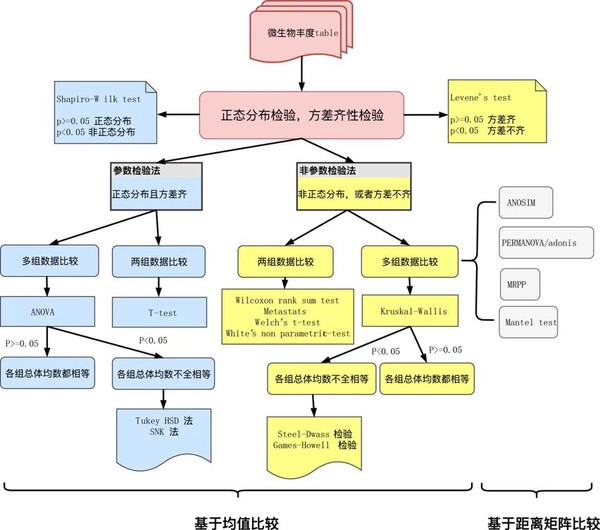 微生物丰度table
Shapiro-W ilk test
p>=0.05 正态分布
p<0.05 非正态分布
正态分布检验，方差齐性检验
Levene's test
p>=0.05 方差齐
p<0.05 方差不齐
参数检验法
正态分布且方差齐
非参数检验法
非正态分布，或者方差不齐
ANOSIM
PERMANOVA/adonis
MRPP
Mantel test
多组数据比较
两组数据比较
两组数据比较
多组数据比较
ANOVA
T-test
Wilcoxon rank sum test
Metastats
Welch's t-test
White's non parametrict-test
Kruskal-Wallis
P>=0.05
P<0.05
P<0.05
P>=0.05
各组总体均数都相等
各组总体均数不全相等
各组总体均数不全相等
各组总体均数都相等
Tukey HSD 法
SNK 法
Steel-Dwass 检验
Games-Howell 检验
基于均值比较
基于距离矩阵比较